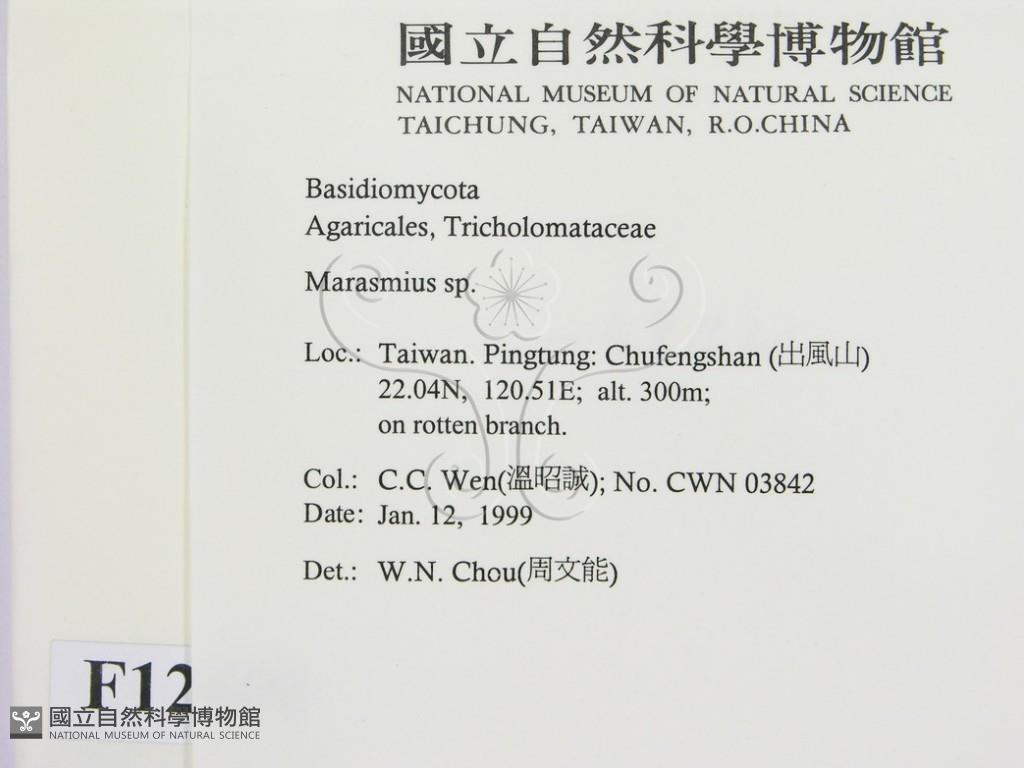 國立自然科學博物館
NATIONAL MUSEUM OF NATURAL SCIENCE
TAICHUNG, TAIWAN, R.O.CHINA
Basidiomycota
Agaricales, Tricholomataceae
Marasmius sp.
Loc.: Taiwan. Pingtung: Chufengshan (出風山)
22.04N, 120.51E; alt. 300m;
on rotten branch.
Col.: C.C. Wen(溫昭誠); No. CWN 03842
Date: Jan. 12, 1999
Det.: W.N. Chou(周文能)
F12
國立自然科學博物館
NATIONAL MUSEUM OF NATURAL SCIENCE